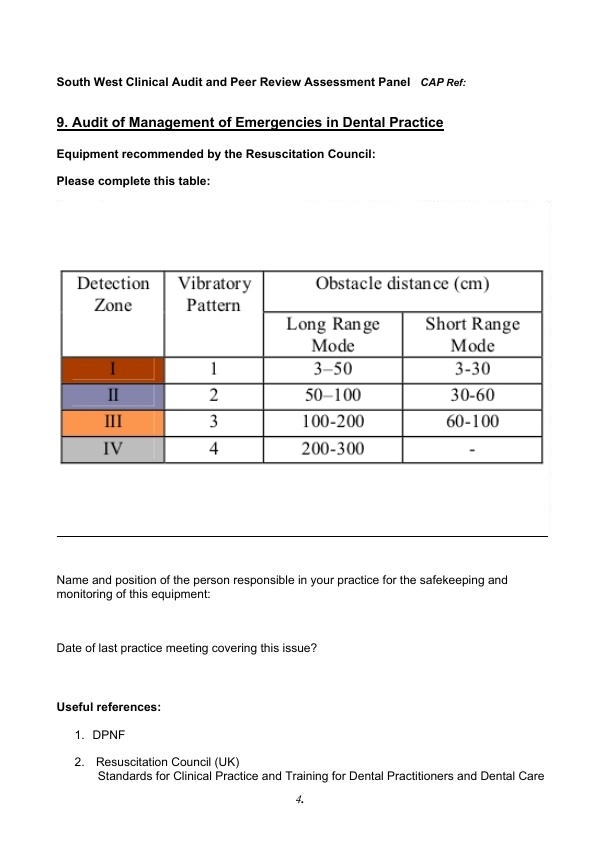 South West Clinical Audit and Peer Review Assessment Panel CAP Ref:
9. Audit of Management of Emergencies in Dental Practice
Equipment recommended by the Resuscitation Council:
Please complete this table:
Detection Zone Vibratory Pattern Obstacle distance (cm)
Long Range Mode Short Range Mode
I 1 3–50 3-30
II 2 50–100 30-60
III 3 100-200 60-100
IV 4 200-300 -
Name and position of the person responsible in your practice for the safekeeping and
monitoring of this equipment:
Date of last practice meeting covering this issue?
Useful references:
1. DPNF
2. Resuscitation Council (UK)
Standards for Clinical Practice and Training for Dental Practitioners and Dental Care
4.